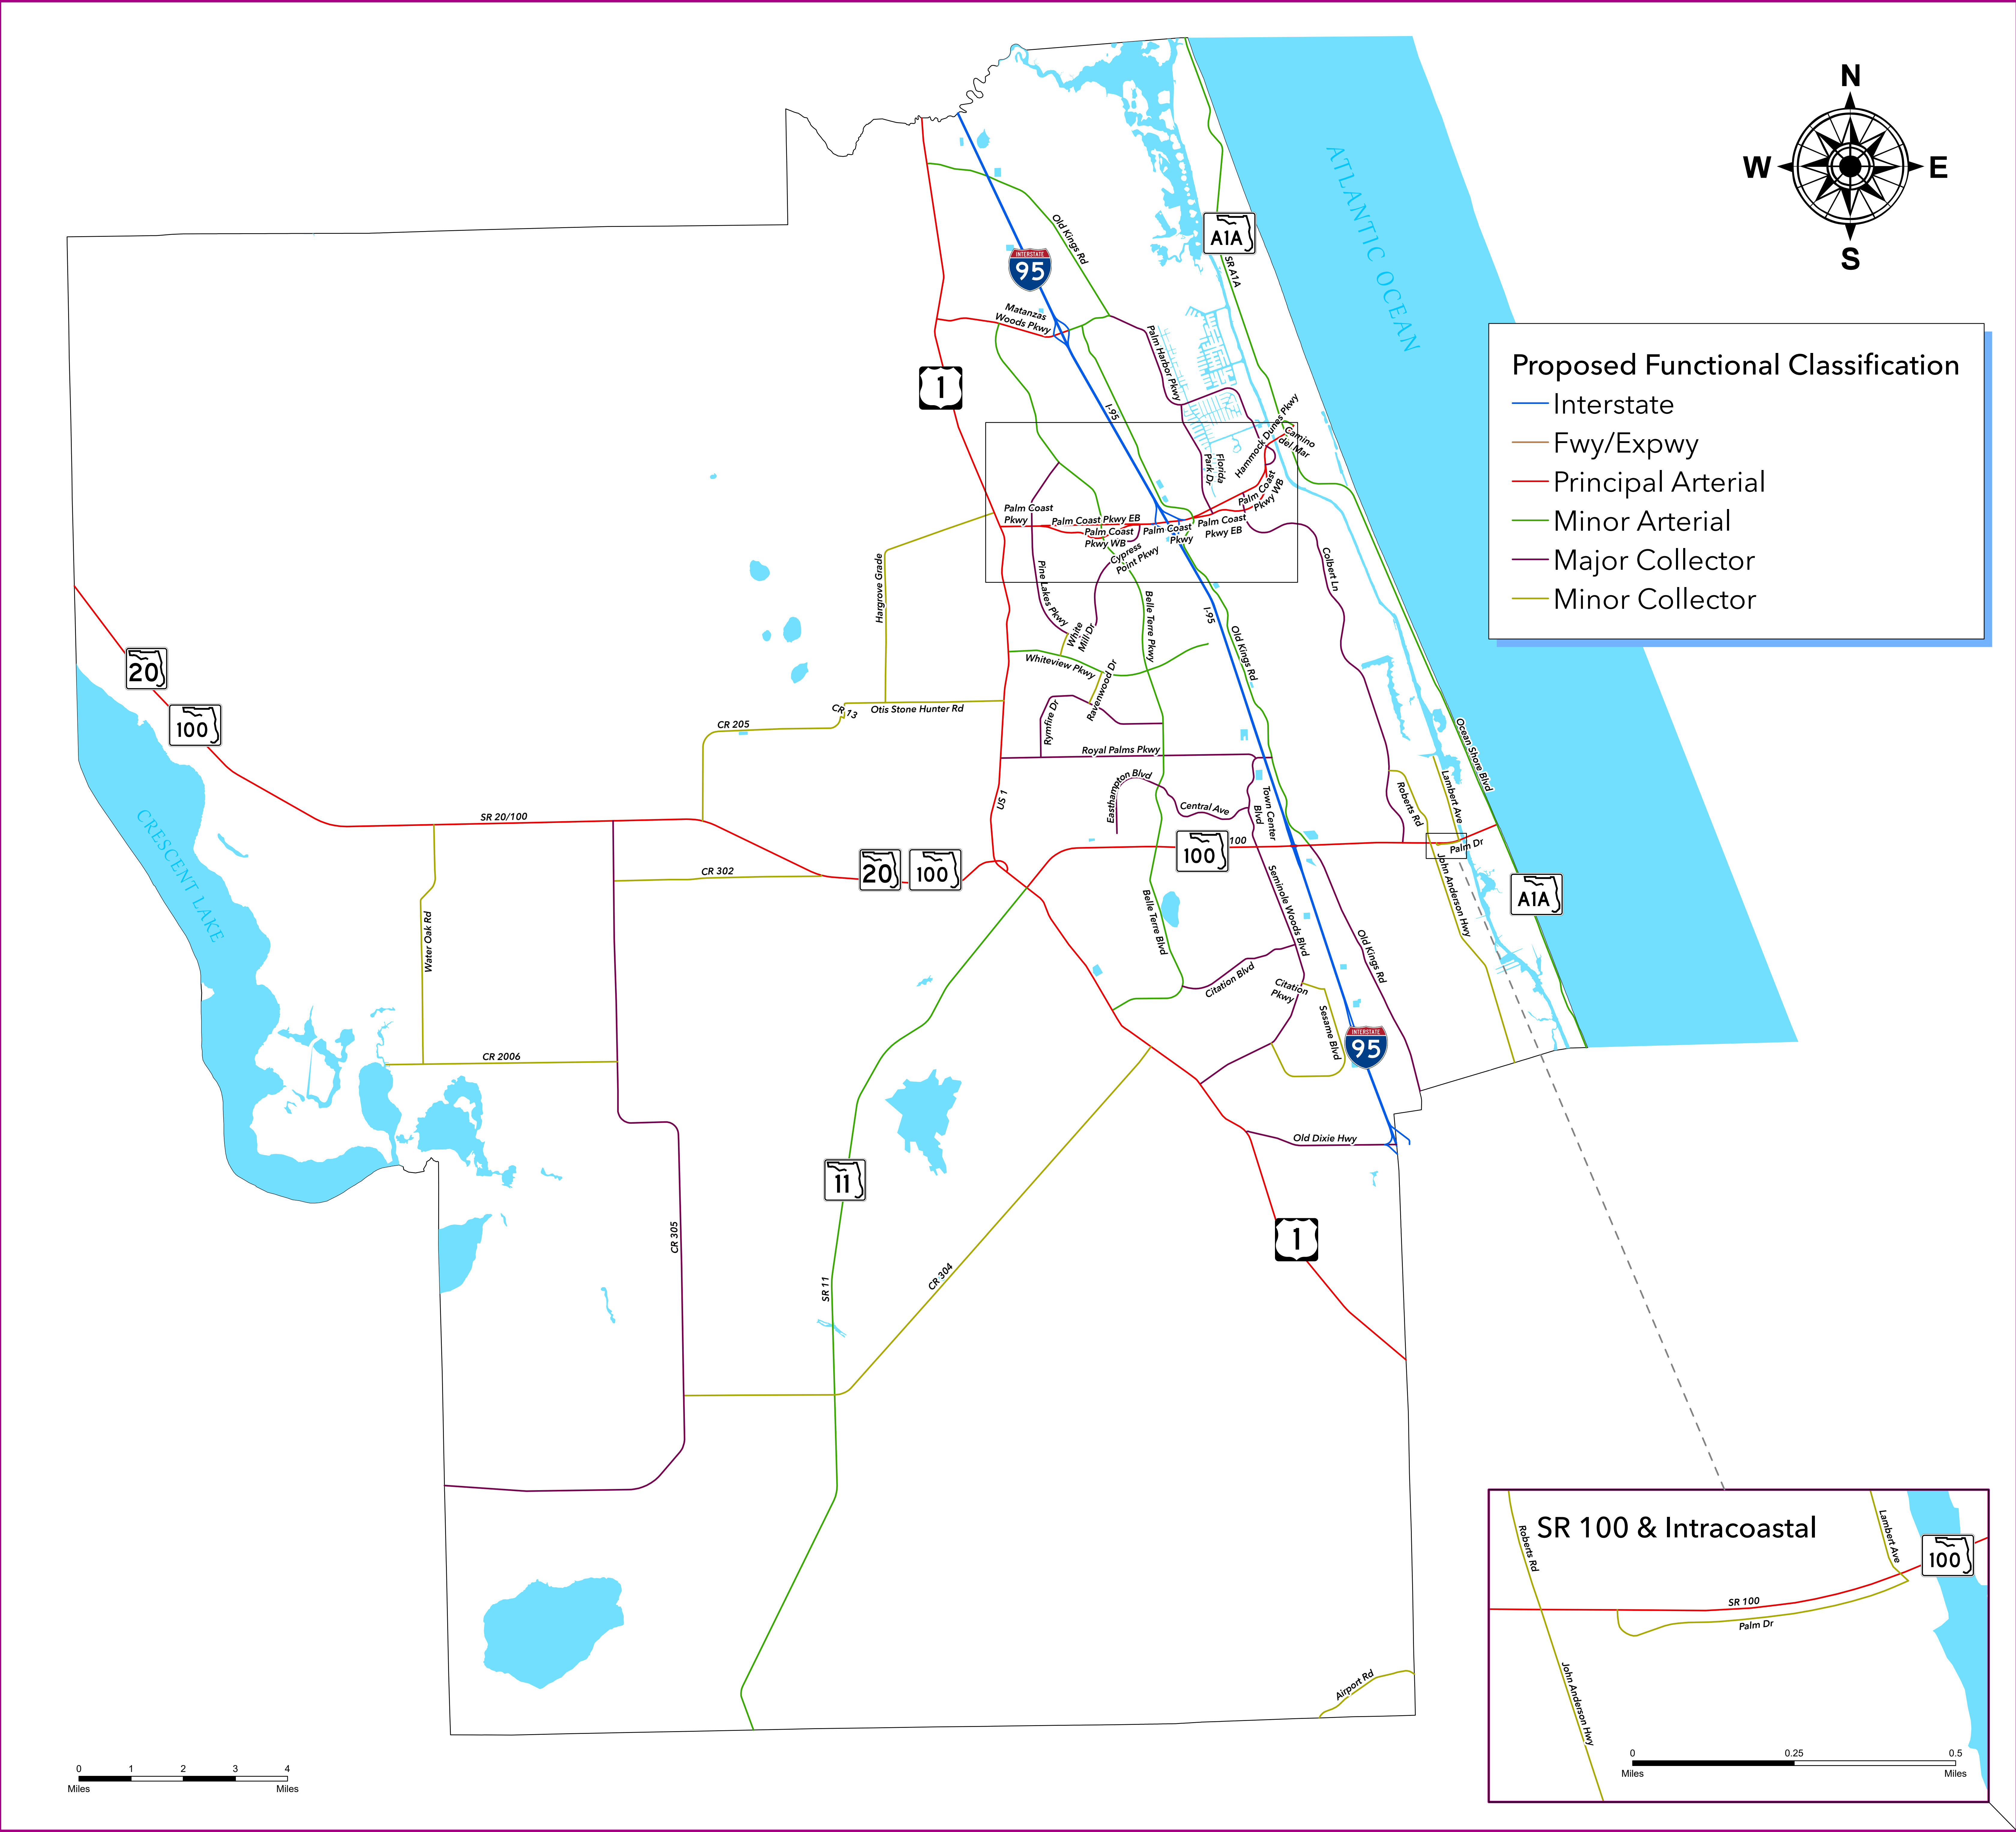 N
W
E
S
ATLANTIC OCEAN
A1A
SR A1A
Old Kings Rd
INTERSTATE
95
Matanzas
Woods Pkwy
Palm Harbor Pkwy
1
I-95
Hammock Dunes Pkwy
Camino
del Mar
Florida
Park Dr
Palm Coast
Pkwy WB
Palm Coast
Pkwy
Palm Coast Pkwy EB
Palm Coast
Pkwy WB
Palm Coast
Pkwy
Palm Coast
Pkwy EB
Cypress
Point Pkwy
Proposed Functional Classification
Interstate
Fwy/Expwy
Principal Arterial
Minor Arterial
Major Collector
Minor Collector
Hargrove Grade
Pine Lakes Pkwy
White
Mill Dr
Belle Terre Pkwy
I-95
Old Kings Rd
Colbert Ln
Whiteview Pkwy
Ravenwood Dr
Rymfire Dr
20
100
CR 205
CR 13
Otis Stone Hunter Rd
Royal Palms Pkwy
US 1
Easthampton Blvd
Central Ave
Town Center
Blvd
Ocean Shore Blvd
Lambert Ave
Roberts Rd
CRESCENT LAKE
SR 20/100
CR 302
20
100
100
100
Palm Dr
John Anderson Hwy
A1A
Water Oak Rd
Belle Terre Blvd
Seminole Woods Blvd
Old Kings Rd
Citation Blvd
Citation
Pkwy
Sesame Blvd
INTERSTATE
95
CR 2006
Old Dixie Hwy
11
CR 305
SR 11
CR 304
1
Airport Rd
0 1 2 3 4
Miles Miles
SR 100 & Intracoastal
Roberts Rd
Lambert Ave
100
SR 100
Palm Dr
John Anderson Hwy
0 0.25 0.5
Miles Miles